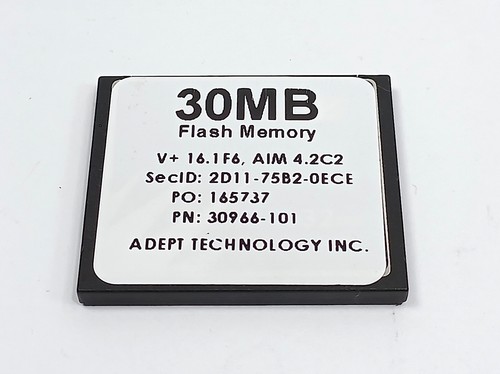 30MB
Flash Memory
V+ 16.1F6, AIM 4.2C2
SecID: 2D11-75B2-0ECE
PO: 165737
PN: 30966-101
ADEPT TECHNOLOGY INC.